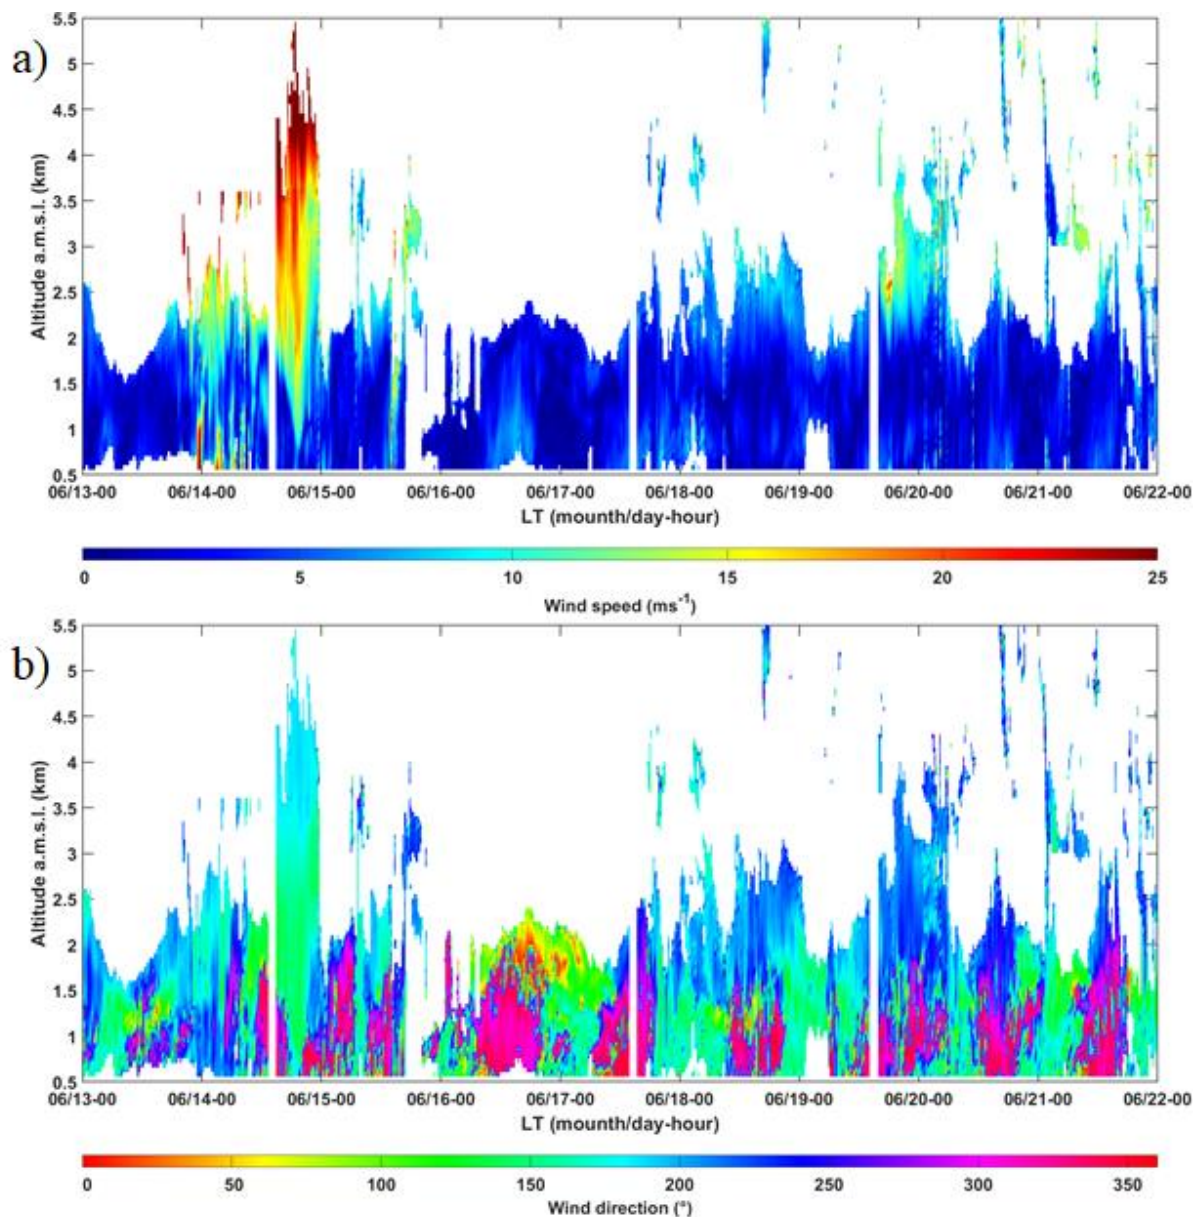 a)
5.5
5
4.5
4
3.5
3
2.5
2
1.5
1
0.5
Altitude a.m.s.l. (km)
06/13-00 06/14-00 06/15-00 06/16-00 06/17-00 06/18-00 06/19-00 06/20-00 06/21-00 06/22-00
LT (mounth/day-hour)
0 5 10 15 20 25
Wind speed (ms⁻¹)
b)
5.5
5
4.5
4
3.5
3
2.5
2
1.5
1
0.5
Altitude a.m.s.l. (km)
06/13-00 06/14-00 06/15-00 06/16-00 06/17-00 06/18-00 06/19-00 06/20-00 06/21-00 06/22-00
LT (mounth/day-hour)
0 50 100 150 200 250 300 350
Wind direction (°)